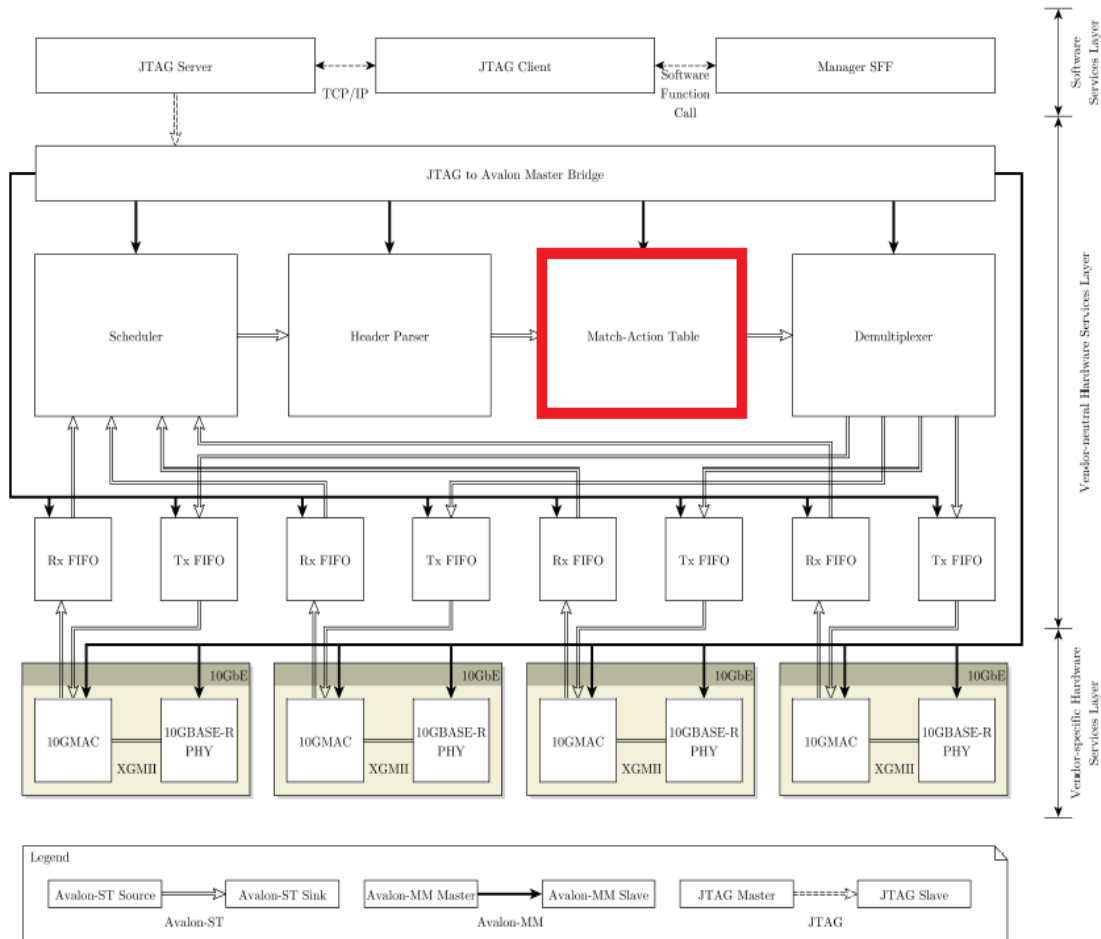 JTAG Server
JTAG Client
Manager SFF
TCP/IP
Software
Function
Call
Software
Services Layer
JTAG to Avalon Master Bridge
Scheduler
Header Parser
Match-Action Table
Demultiplexer
Vendor-neutral Hardware Services Layer
Rx FIFO
Tx FIFO
Rx FIFO
Tx FIFO
Rx FIFO
Tx FIFO
Rx FIFO
Tx FIFO
10GbE
10GbE
10GbE
10GbE
10GMAC
10GBASE-R
PHY
XGMII
10GMAC
10GBASE-R
PHY
XGMII
10GMAC
10GBASE-R
PHY
XGMII
10GMAC
10GBASE-R
PHY
XGMII
Vendor-specific Hardware
Services Layer
Legend
Avalon-ST Source
Avalon-ST Sink
Avalon-MM Master
Avalon-MM Slave
JTAG Master
JTAG Slave
Avalon-ST
Avalon-MM
JTAG